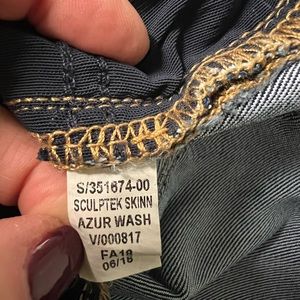 S/351674-00
SCULPTEK SKINN
AZUR WASH
V/000817
FA18
06/18